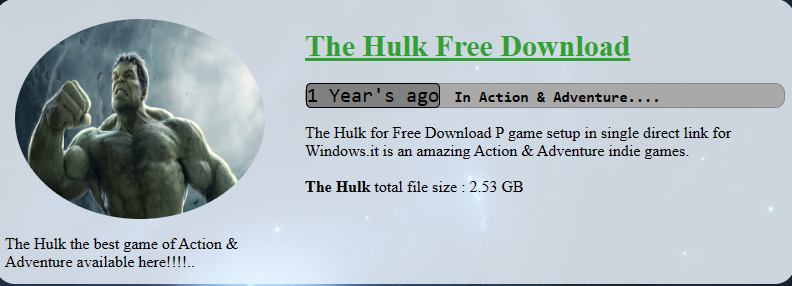 The Hulk Free Download
1 Year's ago In Action & Adventure....
The Hulk for Free Download P game setup in single direct link for
Windows.it is an amazing Action & Adventure indie games.
The Hulk total file size : 2.53 GB
The Hulk the best game of Action &
Adventure available here!!!!..